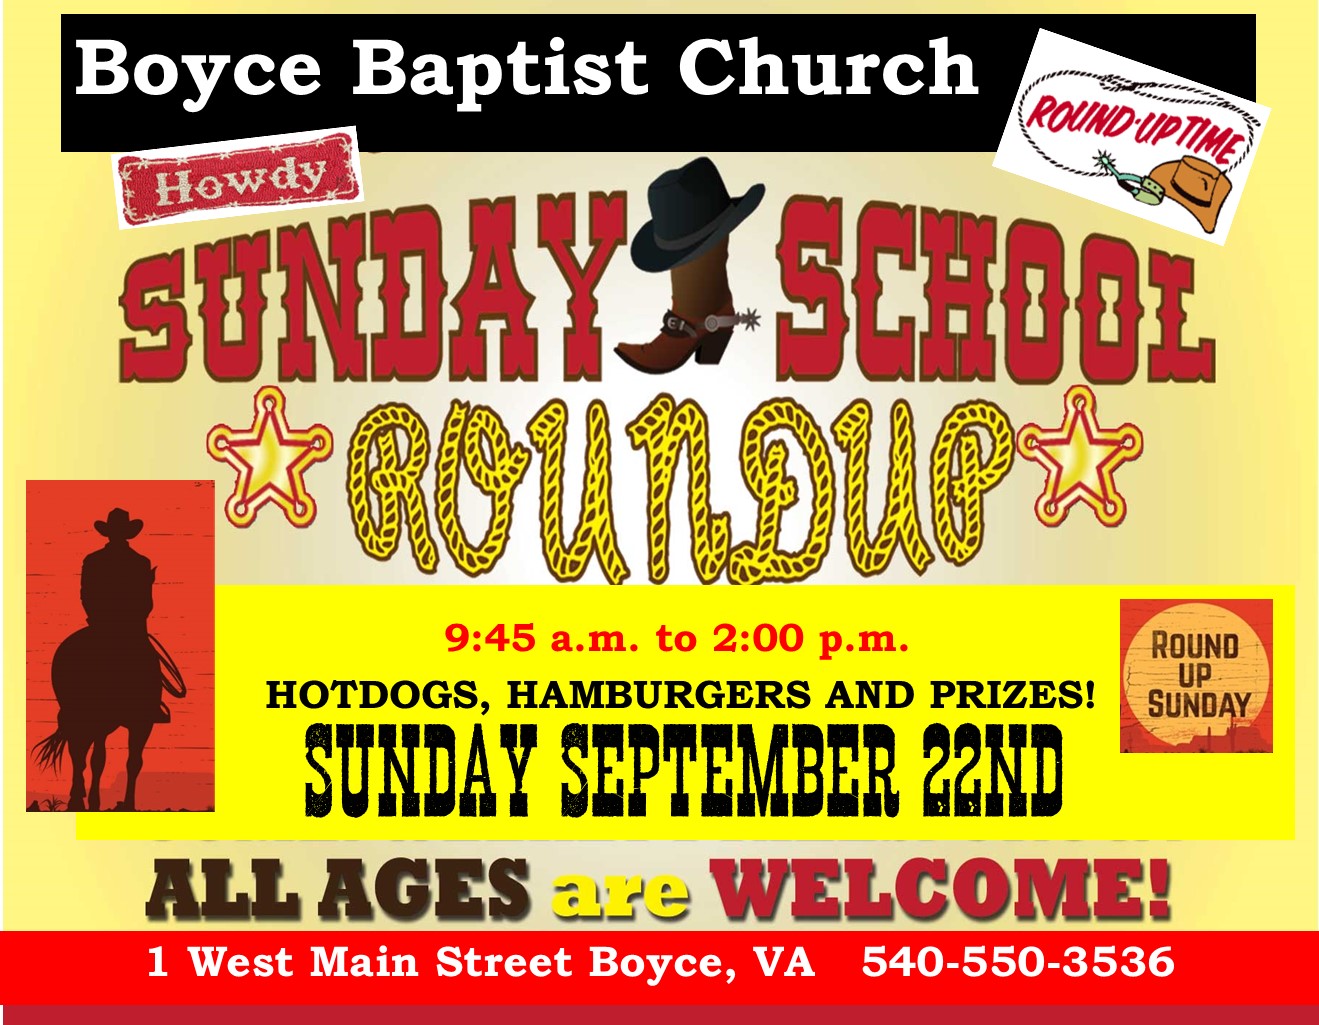 Boyce Baptist Church
ROUND-UP TIME
Howdy
SUNDAY SCHOOL
ROUNDUP
9:45 a.m. to 2:00 p.m.
HOTDOGS, HAMBURGERS AND PRIZES!
SUNDAY SEPTEMBER 22ND
ROUND
UP
SUNDAY
ALL AGES are WELCOME!
1 West Main Street Boyce, VA 540-550-3536